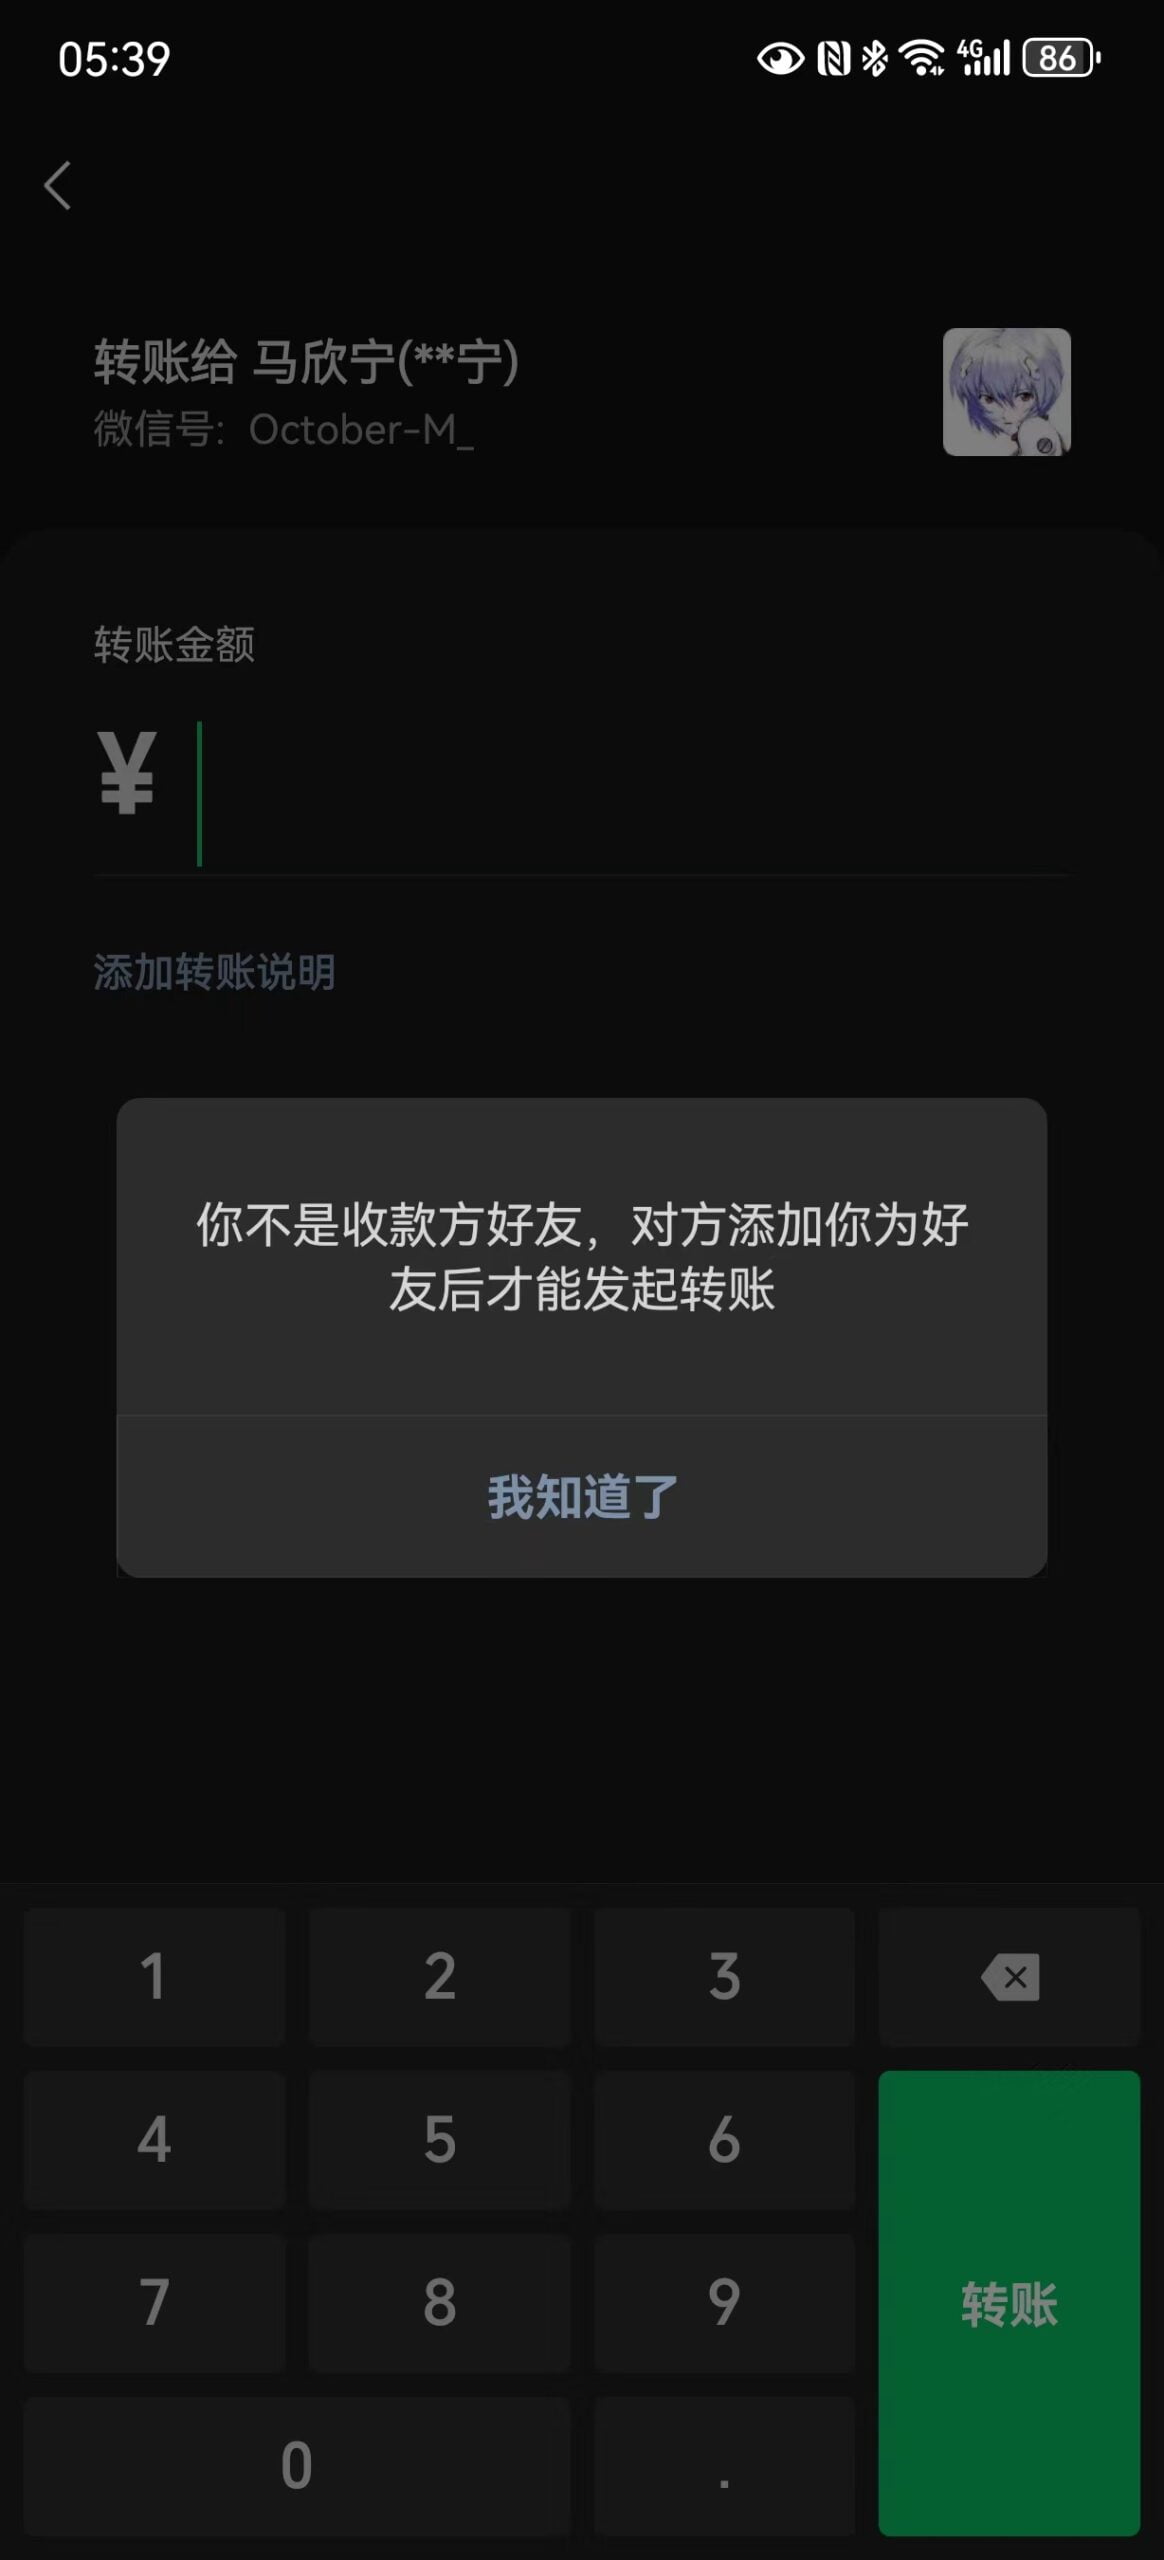 05:39
4G
86
转账给 马欣宁(**宁)
微信号: October-M_
转账金额
¥
添加转账说明
你不是收款方好友，对方添加你为好
友后才能发起转账
我知道了
1 2 3
4 5 6
7 8 9
转账
0 .